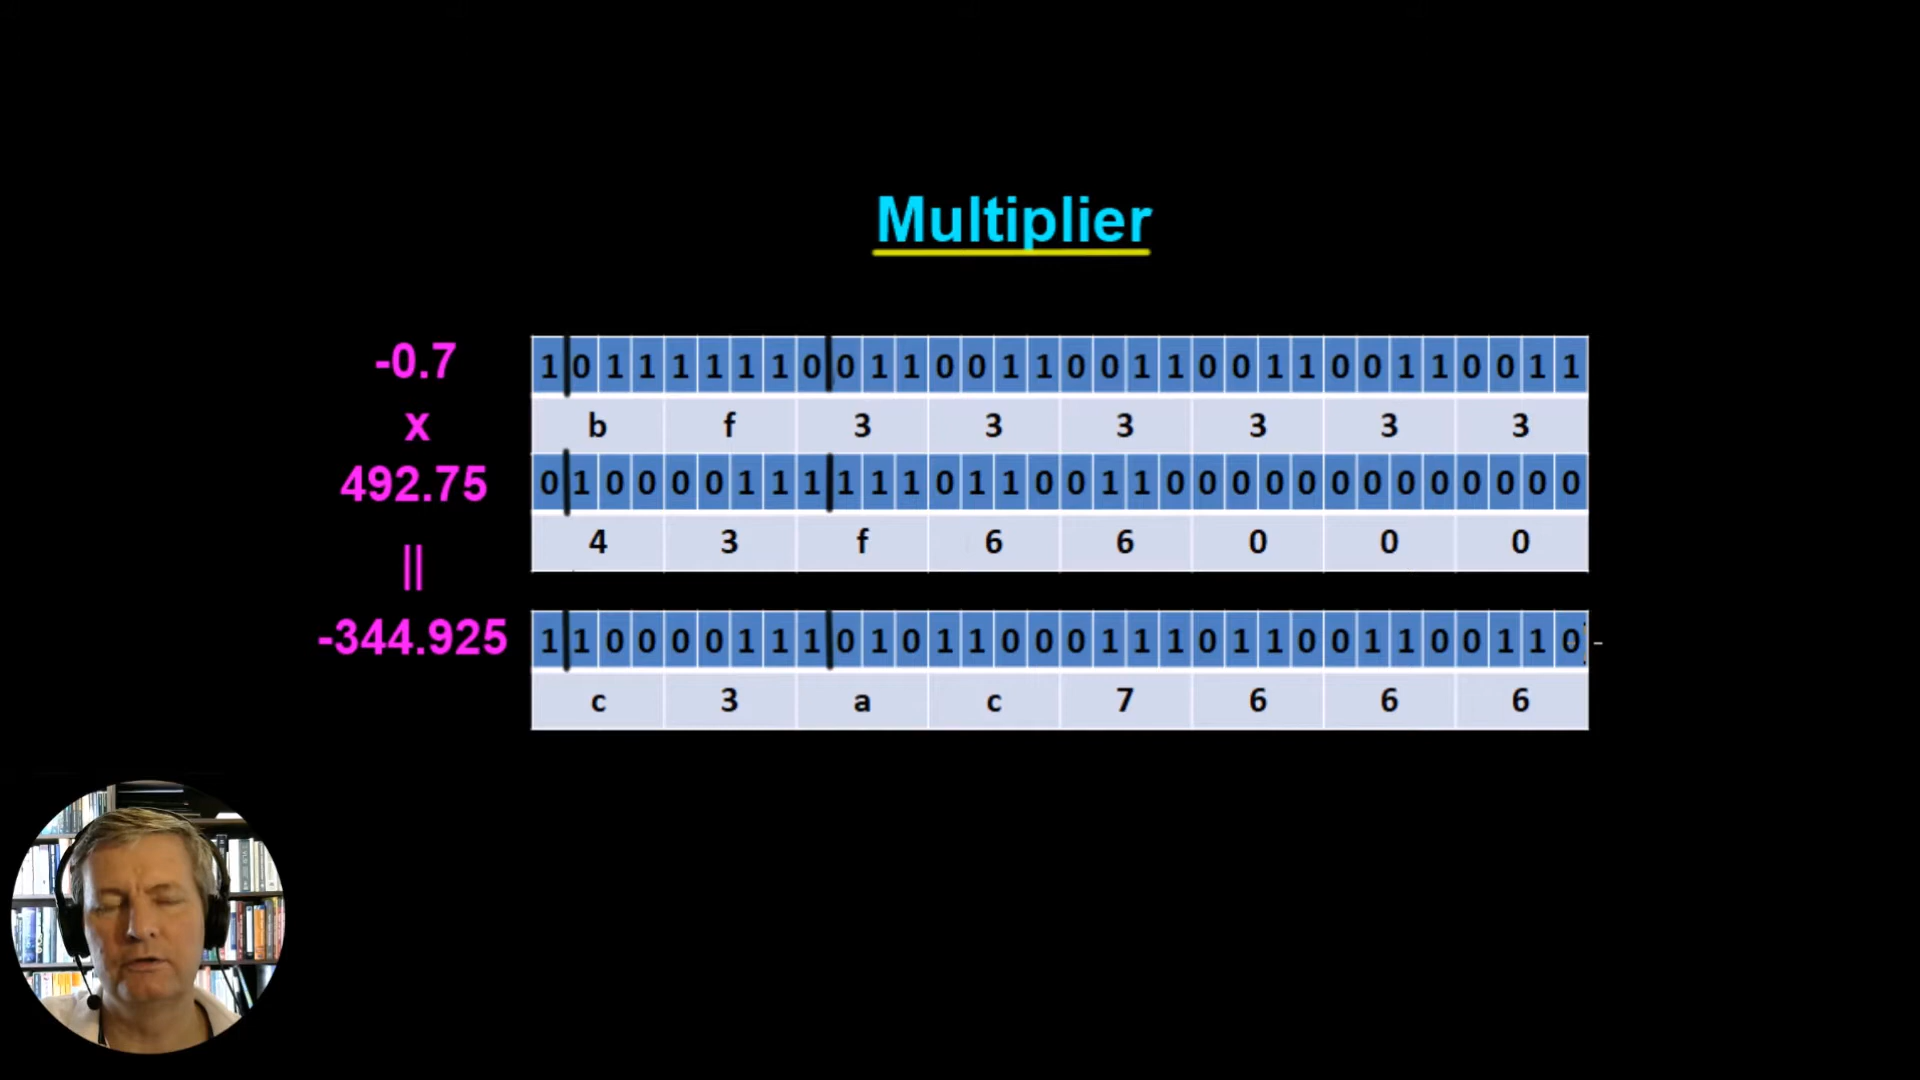 Multiplier
-0.7 1 0 1 1 1 1 1 1 0 0 1 1 0 0 1 1 0 0 1 1 0 0 1 1 0 0 1 1 0 0 1 1
x b f 3 3 3 3 3 3
492.75 0 1 0 0 0 0 1 1 1 1 1 1 0 1 1 0 0 1 1 0 0 0 0 0 0 0 0 0 0 0 0 0
|| 4 3 f 6 6 0 0 0
-344.925 1 1 0 0 0 0 1 1 1 0 1 0 1 1 0 0 0 1 1 1 0 1 1 0 0 1 1 0 0 1 1 0
c 3 a c 7 6 6 6